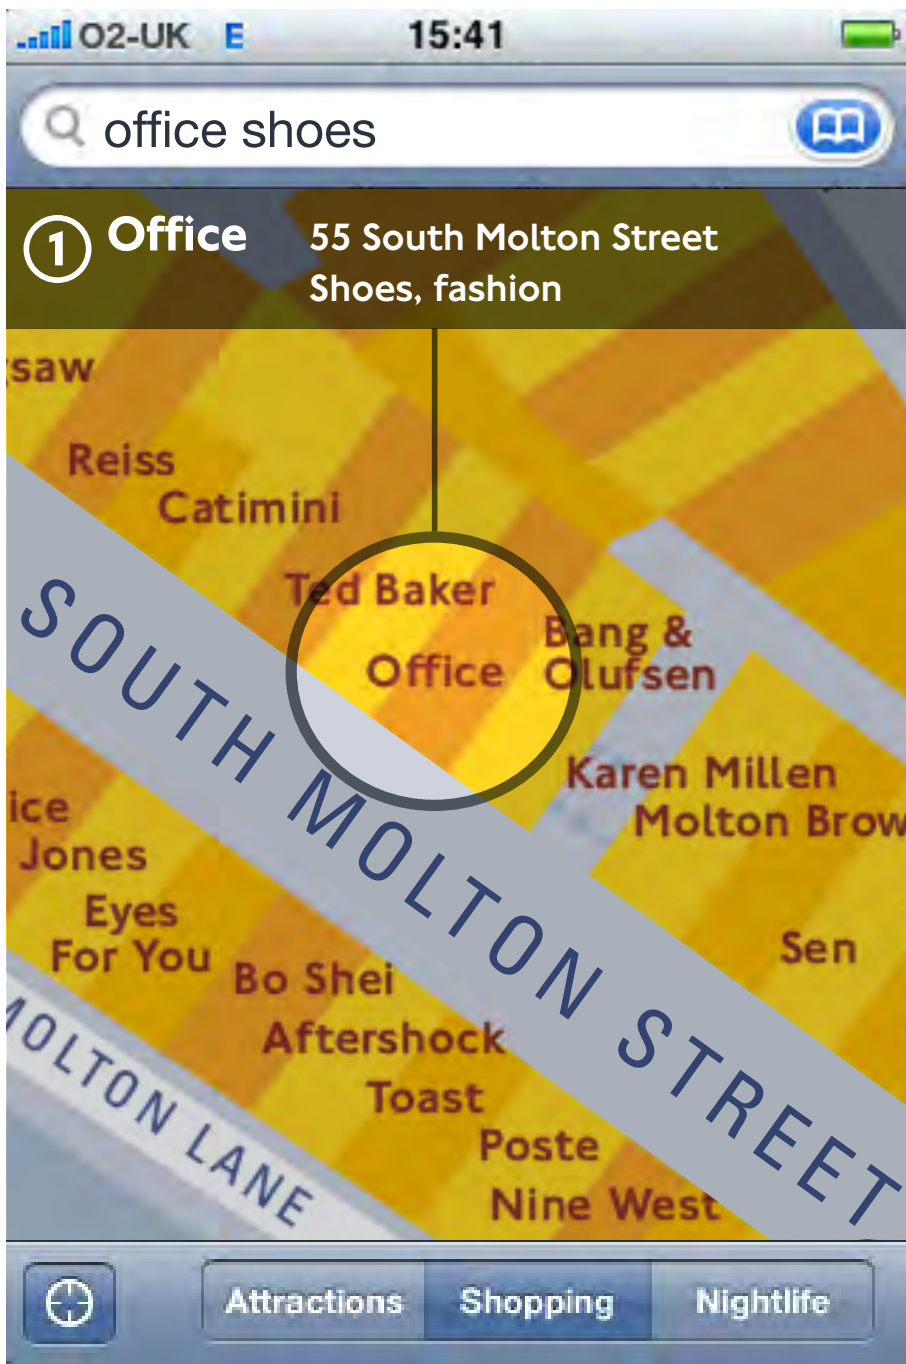 O2-UK E 15:41
office shoes
1 Office 55 South Molton Street
Shoes, fashion
saw
Reiss
Catimini
Ted Baker
Office
Bang &
Olufsen
Karen Millen
Molton Brow
Sen
SOUTH MOLTON STREET
ice
Jones
Eyes
For You
Bo Shei
Aftershock
Toast
Poste
Nine West
MOLTON LANE
Attractions Shopping Nightlife